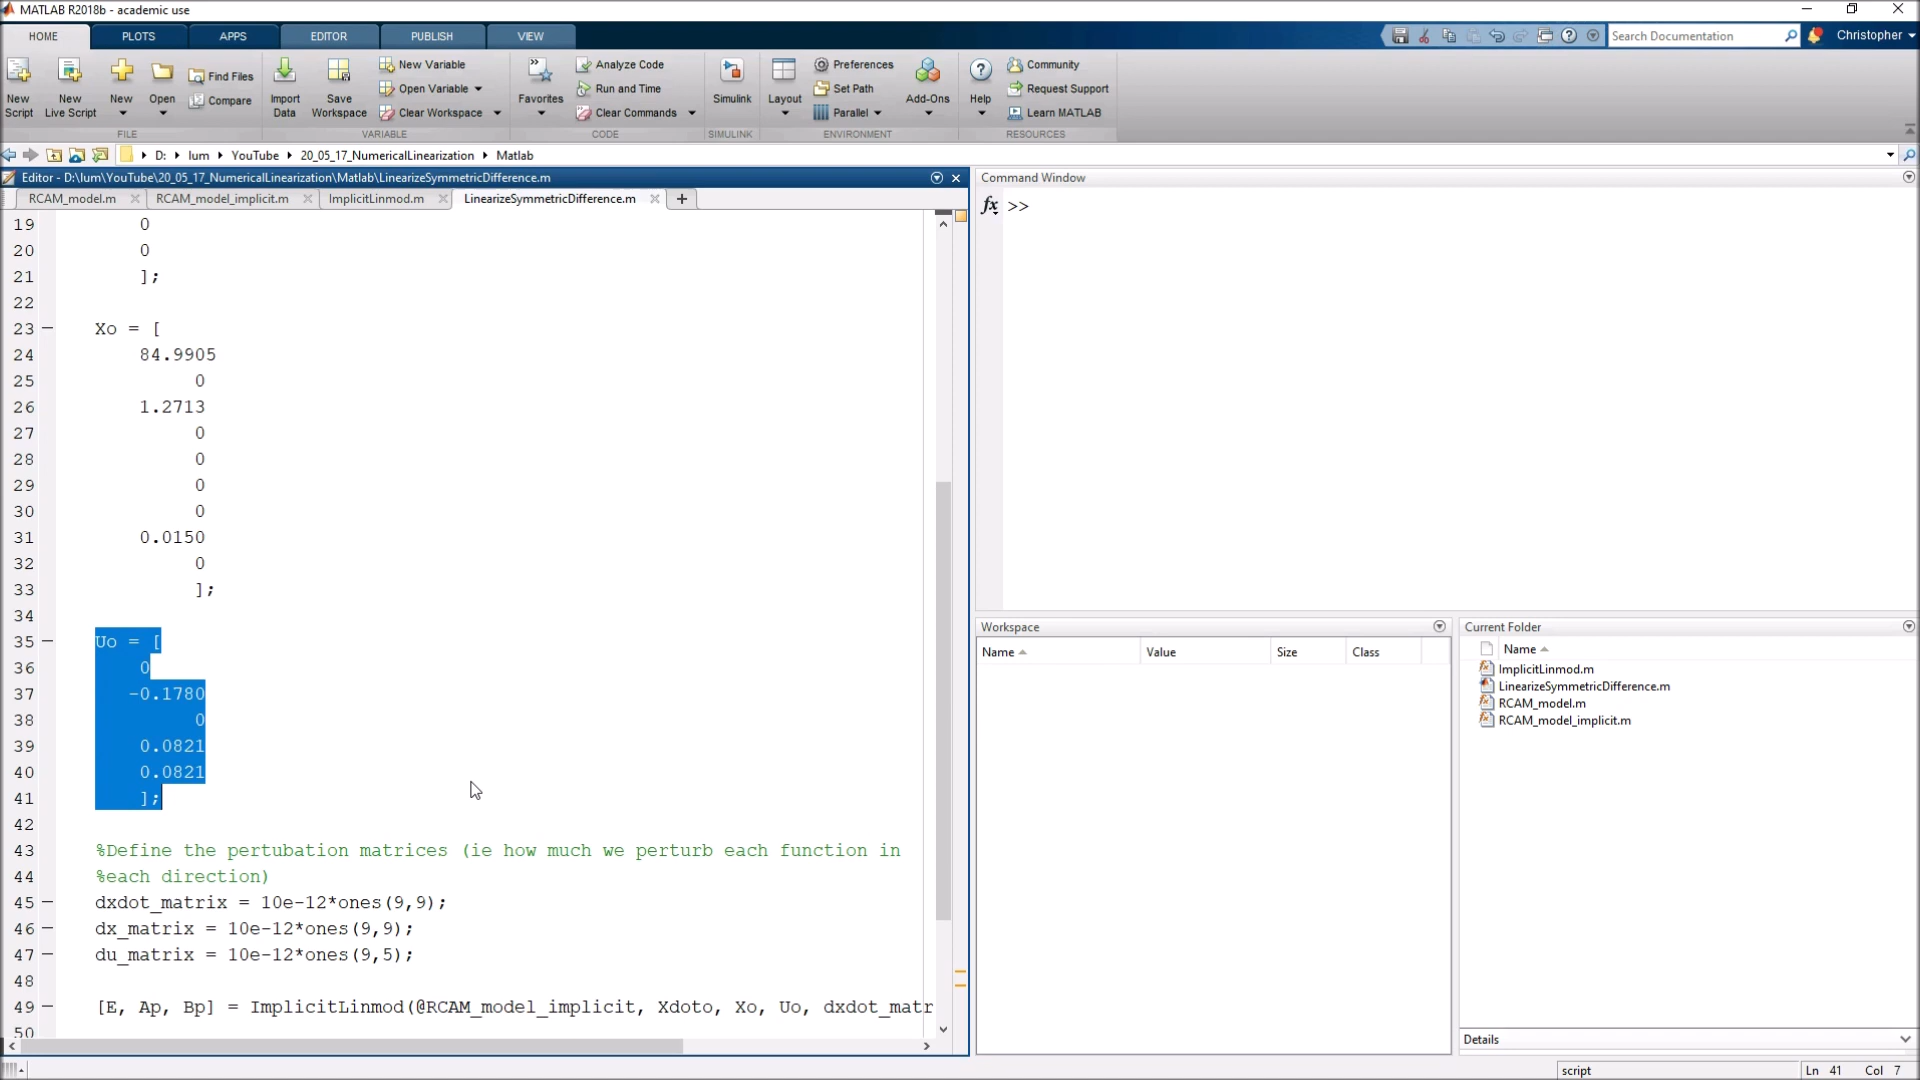 MATLAB R2018b - academic use
HOME PLOTS APPS EDITOR PUBLISH VIEW Search Documentation Christopher
New Script New Live Script New Open Find Files Compare Import Data Save Workspace New Variable Open Variable Clear Workspace Favorites Analyze Code Run and Time Clear Commands Simulink Layout Preferences Set Path Parallel Add-Ons Help Community Request Support Learn MATLAB
FILE VARIABLE CODE SIMULINK ENVIRONMENT RESOURCES
D: lum YouTube 20_05_17_NumericalLinearization Matlab
Editor - D:\lum\YouTube\20_05_17_NumericalLinearization\Matlab\LinearizeSymmetricDifference.m
RCAM_model.m RCAM_model_implicit.m ImplicitLinmod.m LinearizeSymmetricDifference.m +
19 0
20 0
21 ];
22
23 - Xo = [
24 84.9905
25 0
26 1.2713
27 0
28 0
29 0
30 0
31 0.0150
32 0
33 ];
34
35 - Uo = [
36 0
37 -0.1780
38 0
39 0.0821
40 0.0821
41 ];
42
43 %Define the pertubation matrices (ie how much we perturb each function in
44 %each direction)
45 - dxdot_matrix = 10e-12*ones(9,9);
46 - dx_matrix = 10e-12*ones(9,9);
47 - du_matrix = 10e-12*ones(9,5);
48
49 - [E, Ap, Bp] = ImplicitLinmod(@RCAM_model_implicit, Xdoto, Xo, Uo, dxdot_matr
50
Command Window
fx >>
Workspace
Name Value Size Class
Current Folder
Name
ImplicitLinmod.m
LinearizeSymmetricDifference.m
RCAM_model.m
RCAM_model_implicit.m
Details
script Ln 41 Col 7